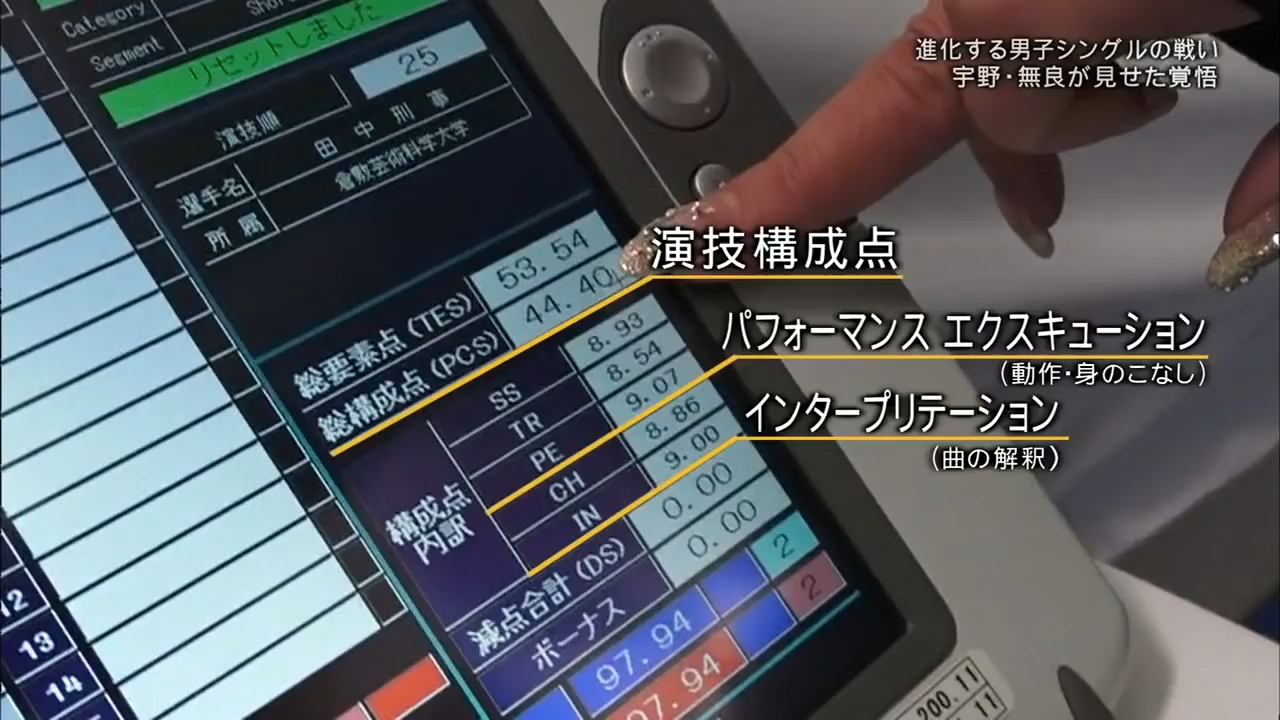 進化する男子シングルの戦い
宇野・無良が見せた覚悟
Category
Short
Segment
リセットしました
演技順
25
選手名
田中刑事
所属
倉敷芸術科学大学
総要素点 (TES)
53.54
総構成点 (PCS)
44.40
演技構成点
構成点
内訳
SS
8.93
TR
8.54
PE
9.07
パフォーマンス エクスキューション
(動作・身のこなし)
CH
8.86
IN
9.00
インタープリテーション
(曲の解釈)
減点合計 (DS)
0.00
ボーナス
0.00
2
97.94
2
97.94
12
13
14
200.11
11